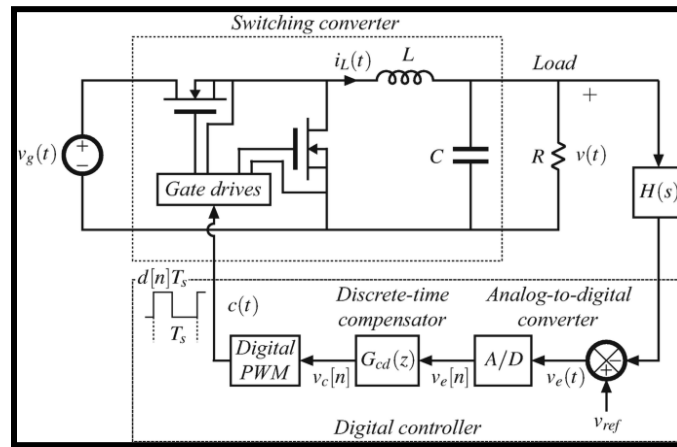 Switching converter
i_L(t)
L
Load
+
v_g(t)
+
−
Gate drives
C
R
v(t)
H(s)
d[n]T_s
T_s
c(t)
Discrete-time
compensator
Analog-to-digital
converter
Digital
PWM
v_c[n]
G_cd(z)
v_e[n]
A/D
v_e(t)
−
+
v_ref
Digital controller